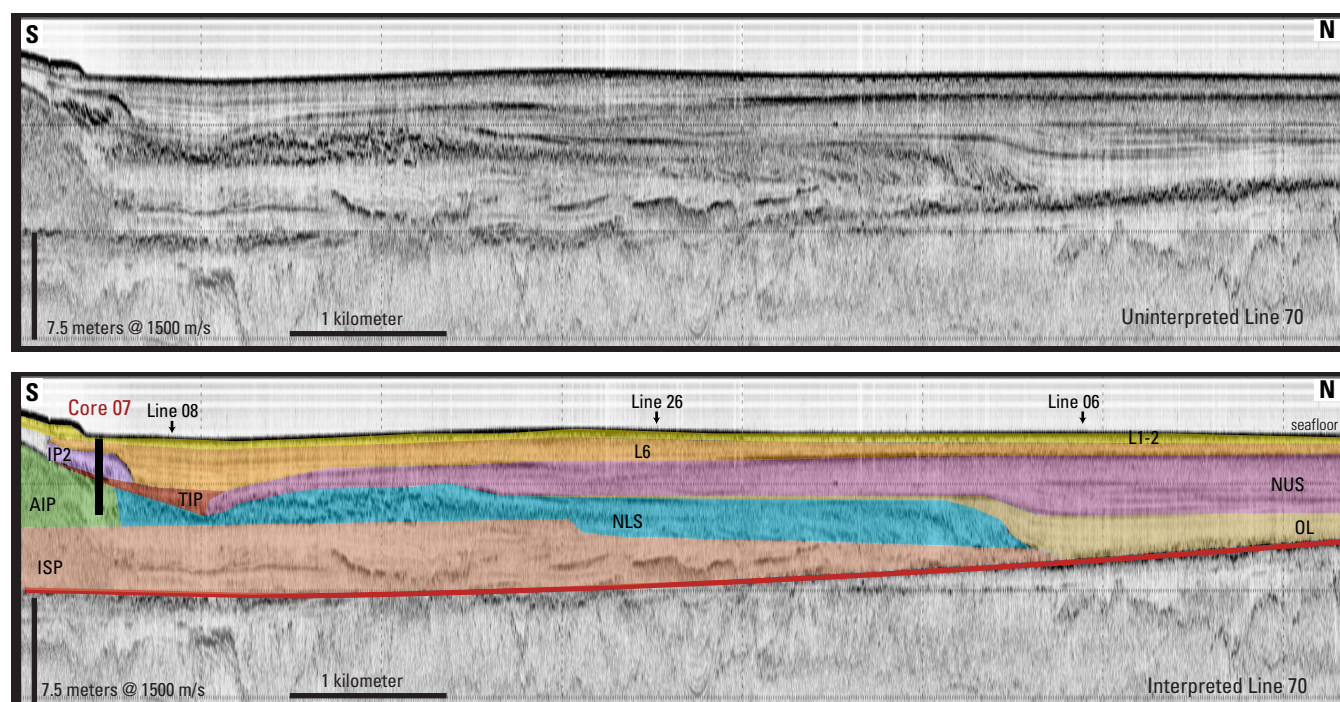 S
N
7.5 meters @ 1500 m/s
1 kilometer
Uninterpreted Line 70
S
N
Core 07
Line 08
Line 26
Line 06
seafloor
L1-2
IP2
L6
AIP
TIP
NUS
NLS
OL
ISP
7.5 meters @ 1500 m/s
1 kilometer
Interpreted Line 70